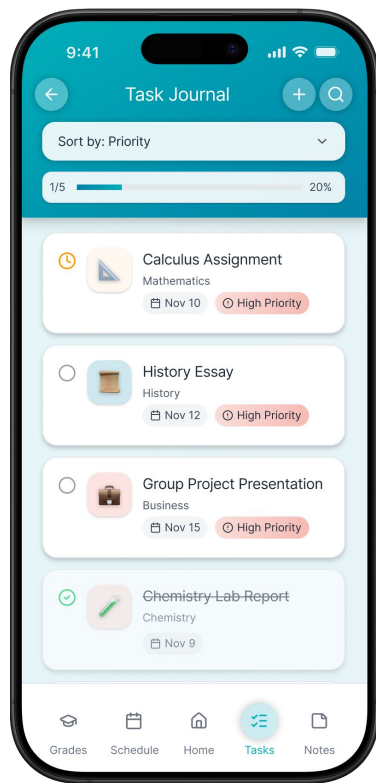 9:41
Task Journal
Sort by: Priority
1/5 20%
Calculus Assignment
Mathematics
Nov 10 High Priority
History Essay
History
Nov 12 High Priority
Group Project Presentation
Business
Nov 15 High Priority
Chemistry Lab Report
Chemistry
Nov 9
Grades Schedule Home Tasks Notes